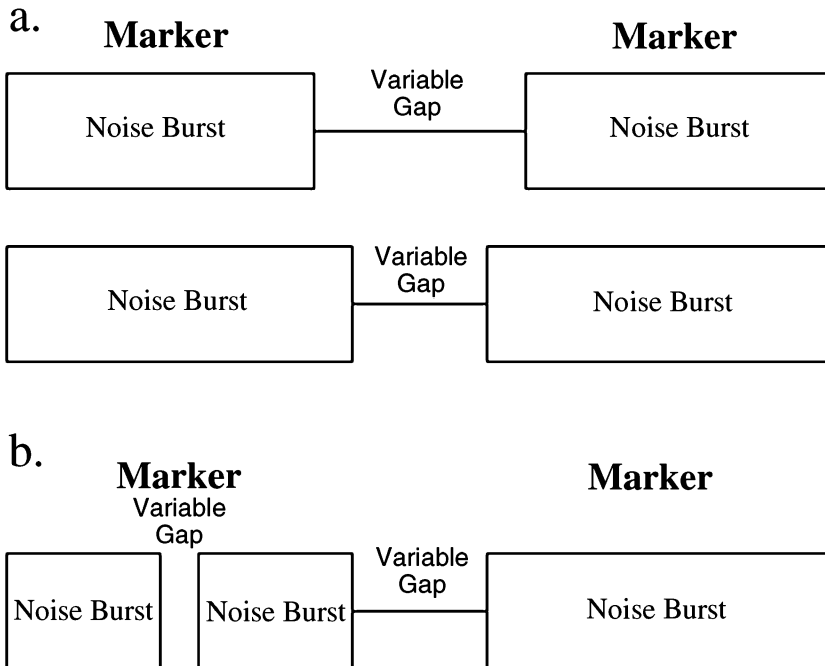 a.
Marker Marker
Variable
Gap
Noise Burst Noise Burst
Variable
Gap
Noise Burst Noise Burst
b.
Marker Marker
Variable
Gap
Variable
Gap
Noise Burst Noise Burst Noise Burst